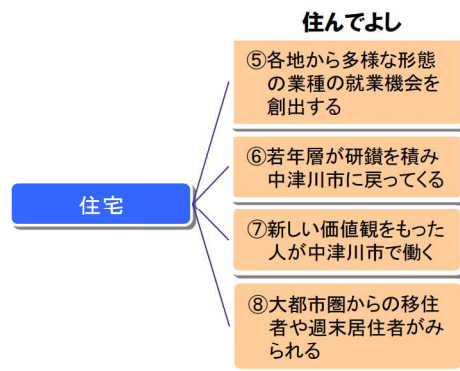 住んでよし
⑤各地から多様な形態
の業種の就業機会を
創出する
⑥若年層が研鑽を積み
中津川市に戻ってくる
住宅
⑦新しい価値観をもった
人が中津川市で働く
⑧大都市圏からの移住
者や週末居住者がみ
られる